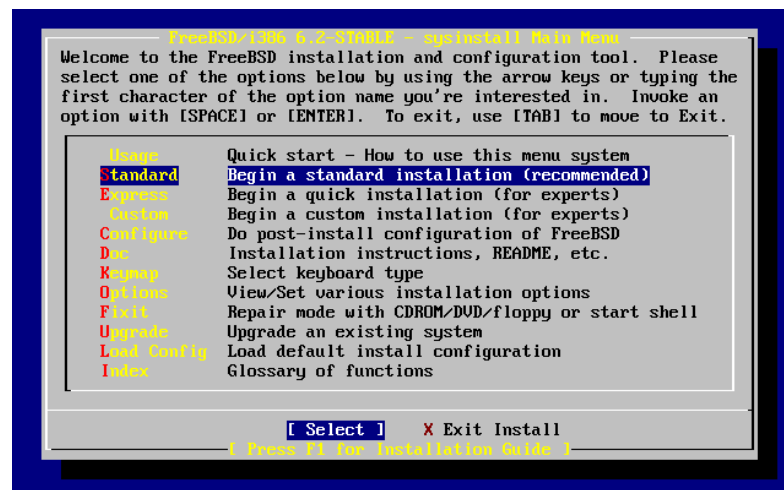 FreeBSD/i386 6.2-STABLE - sysinstall Main Menu
Welcome to the FreeBSD installation and configuration tool. Please
select one of the options below by using the arrow keys or typing the
first character of the option name you're interested in. Invoke an
option with [SPACE] or [ENTER]. To exit, use [TAB] to move to Exit.
Usage Quick start - How to use this menu system
Standard Begin a standard installation (recommended)
Express Begin a quick installation (for experts)
Custom Begin a custom installation (for experts)
Configure Do post-install configuration of FreeBSD
Doc Installation instructions, README, etc.
Keymap Select keyboard type
Options View/Set various installation options
Fixit Repair mode with CDROM/DVD/floppy or start shell
Upgrade Upgrade an existing system
Load Config Load default install configuration
Index Glossary of functions
[ Select ] X Exit Install
[ Press F1 for Installation Guide ]